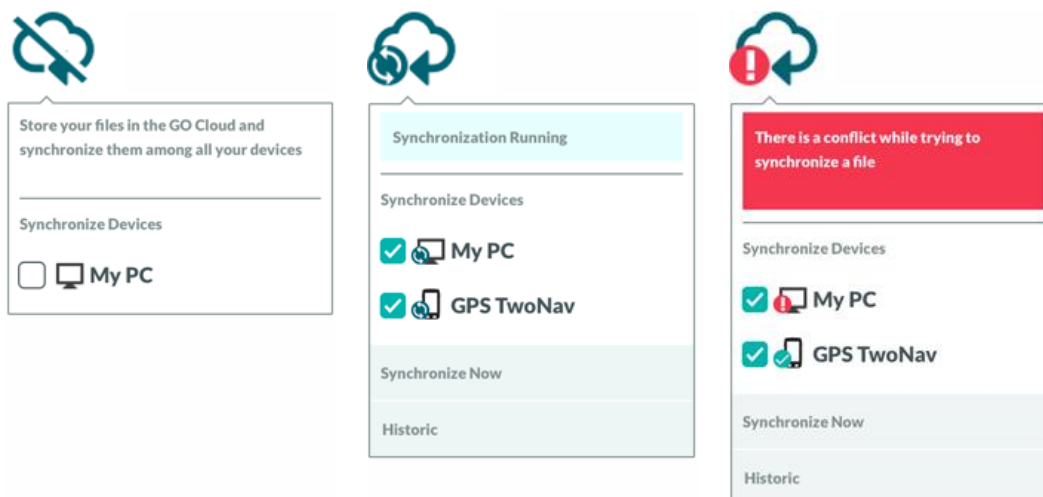 Store your files in the GO Cloud and
synchronize them among all your devices
Synchronize Devices
My PC
Synchronization Running
Synchronize Devices
My PC
GPS TwoNav
Synchronize Now
Historic
There is a conflict while trying to
synchronize a file
Synchronize Devices
My PC
GPS TwoNav
Synchronize Now
Historic